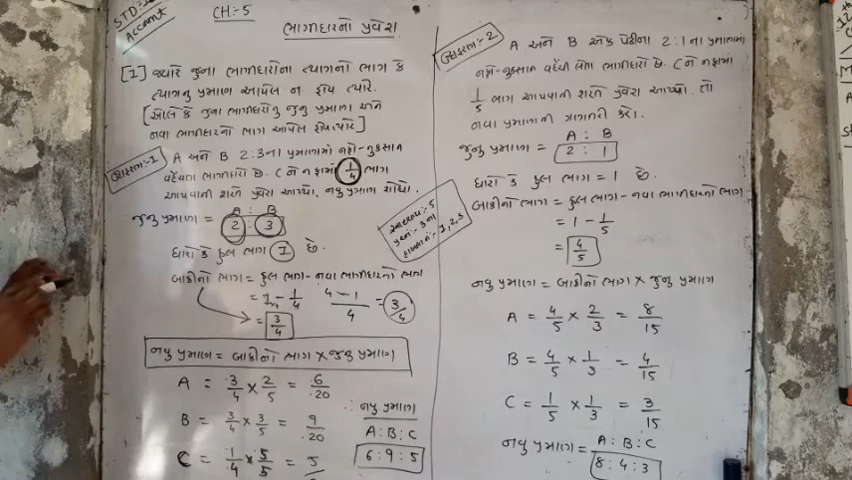 STD:-
Account
CH:-5
ભાગીદારનો પ્રવેશ
[1] જ્યારે જુના ભાગીદારોના ત્યાગનો ભાગ કે
ત્યાગનુ પ્રમાણ આપેલ ન હોય ત્યારે.
[એટલે કે જુના ભાગીદારોનુ જુનુ પ્રમાણ અને
નવા ભાગીદારનો ભાગ આપેલ હોય ત્યારે]
ઉદાહરણ:-1
A અને B 2:3ના પ્રમાણમાં નફો-નુકસાન
વહેંચતા ભાગીદારો છે. C ને નફામાં 1/4 ભાગ
આપવાની શરતે પ્રવેશ આપ્યો. નવુ પ્રમાણ શોધો.
A : B
જુનુ પ્રમાણ = 2 : 3
ધારો કે કુલ ભાગ 1 છે.
બાકીનો ભાગ = કુલ ભાગ - નવા ભાગીદારનો ભાગ
= 1 - 1/4 4-1/4 = 3/4
= 3/4
નવુ પ્રમાણ = બાકીનો ભાગ × જુનુ પ્રમાણ
A = 3/4 × 2/5 = 6/20
B = 3/4 × 3/5 = 9/20
C = 1/4 × 5/5 = 5/
નવુ પ્રમાણ
A : B : C
6 : 9 : 5
સ્વાધ્યાય:-5
પ્રશ્ન:-3ના
દાખલા:-1,2,3
ઉદાહરણ:-2
A અને B એક પેઢીના 2:1ના પ્રમાણમાં
નફો-નુકસાન વહેંચી લેતા ભાગીદારો છે. C ને નફામાં
1/5 ભાગ આપવાની શરતે પ્રવેશ આપ્યો. તો
નવા પ્રમાણની ગણતરી કરો.
A : B
જુનુ પ્રમાણ = 2 : 1
ધારો કે કુલ ભાગ = 1 છે.
બાકીનો ભાગ = કુલ ભાગ - નવા ભાગીદારનો ભાગ
= 1 - 1/5
= 4/5
નવુ પ્રમાણ = બાકીનો ભાગ × જુનુ પ્રમાણ
A = 4/5 × 2/3 = 8/15
B = 4/5 × 1/3 = 4/15
C = 1/5 × 1/3 = 3/15
નવુ પ્રમાણ = A : B : C
8 : 4 : 3